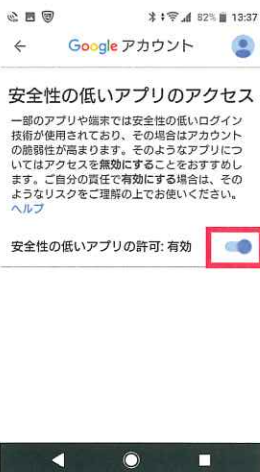 82% 13:37
Google アカウント
安全性の低いアプリのアクセス
一部のアプリや端末では安全性の低いログイン
技術が使用されており、その場合はアカウント
の脆弱性が高まります。そのようなアプリにつ
いてはアクセスを無効にすることをおすすめし
ます。ご自分の責任で有効にする場合は、その
ようなリスクをご理解の上でお使いください。
ヘルプ
安全性の低いアプリの許可: 有効